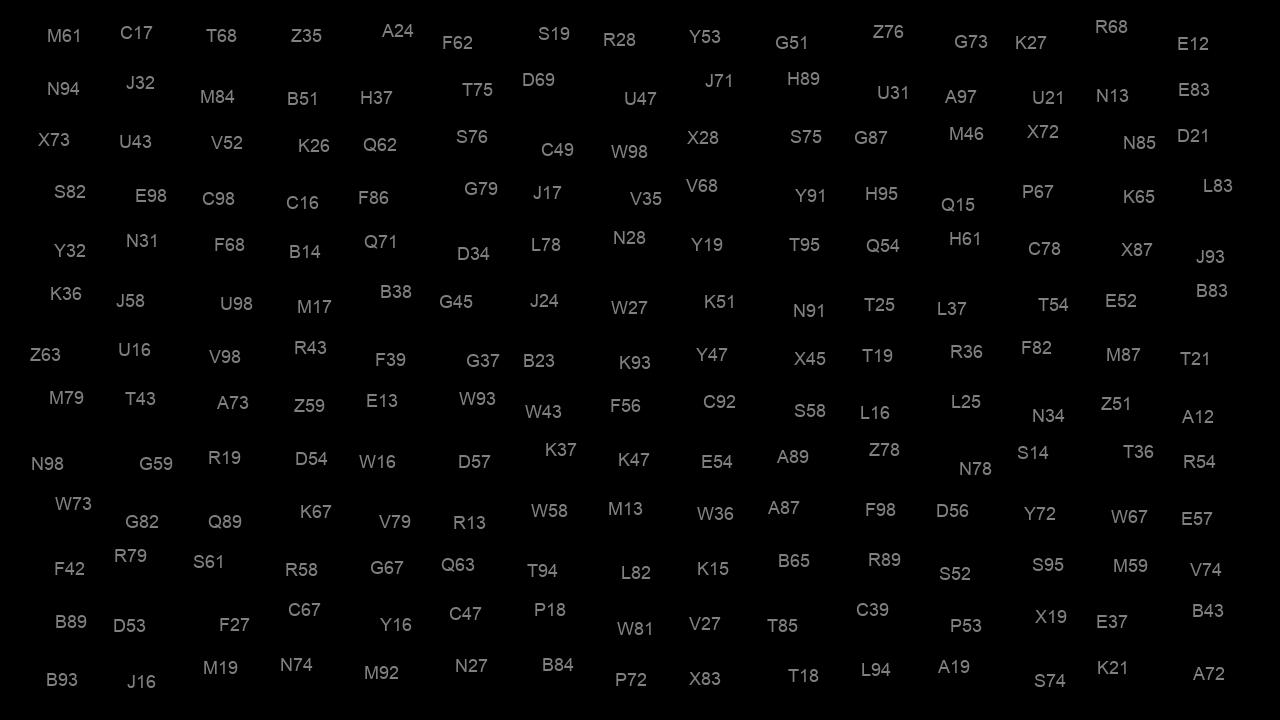 M61 C17 T68 Z35 A24 F62 S19 R28 Y53 G51 Z76 G73 K27 R68 E12
N94 J32 M84 B51 H37 T75 D69 U47 J71 H89 U31 A97 U21 N13 E83
X73 U43 V52 K26 Q62 S76 C49 W98 X28 S75 G87 M46 X72 N85 D21
S82 E98 C98 C16 F86 G79 J17 V35 V68 Y91 H95 Q15 P67 K65 L83
Y32 N31 F68 B14 Q71 D34 L78 N28 Y19 T95 Q54 H61 C78 X87 J93
K36 J58 U98 M17 B38 G45 J24 W27 K51 N91 T25 L37 T54 E52 B83
Z63 U16 V98 R43 F39 G37 B23 K93 Y47 X45 T19 R36 F82 M87 T21
M79 T43 A73 Z59 E13 W93 W43 F56 C92 S58 L16 L25 N34 Z51 A12
N98 G59 R19 D54 W16 D57 K37 K47 E54 A89 Z78 N78 S14 T36 R54
W73 G82 Q89 K67 V79 R13 W58 M13 W36 A87 F98 D56 Y72 W67 E57
F42 R79 S61 R58 G67 Q63 T94 L82 K15 B65 R89 S52 S95 M59 V74
B89 D53 F27 C67 Y16 C47 P18 W81 V27 T85 C39 P53 X19 E37 B43
B93 J16 M19 N74 M92 N27 B84 P72 X83 T18 L94 A19 S74 K21 A72